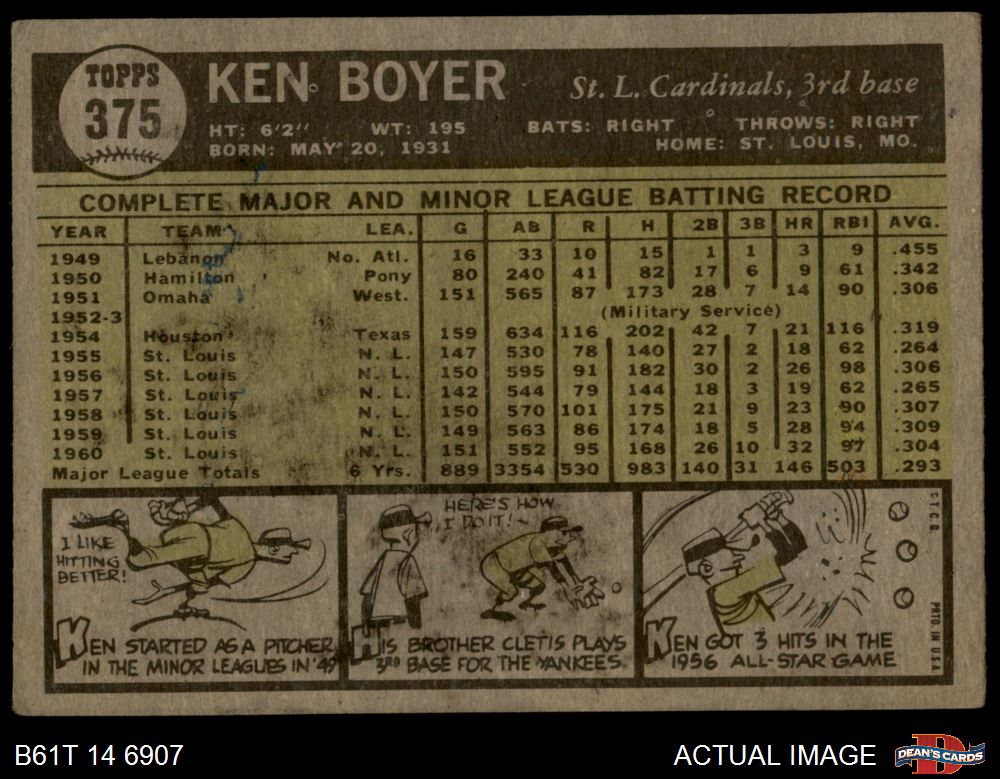 TOPPS
375
KEN BOYER
St. L. Cardinals, 3rd base
HT: 6'2" WT: 195 BATS: RIGHT THROWS: RIGHT
BORN: MAY 20, 1931 HOME: ST. LOUIS, MO.
COMPLETE MAJOR AND MINOR LEAGUE BATTING RECORD
YEAR TEAM LEA. G AB R H 2B 3B HR RBI AVG.
1949 Lebanon No. Atl. 16 33 10 15 1 1 3 9 .455
1950 Hamilton Pony 80 240 41 82 17 6 9 61 .342
1951 Omaha West. 151 565 87 173 28 7 14 90 .306
1952-3 (Military Service)
1954 Houston Texas 159 634 116 202 42 7 21 116 .319
1955 St. Louis N. L. 147 530 78 140 27 2 18 62 .264
1956 St. Louis N. L. 150 595 91 182 30 2 26 98 .306
1957 St. Louis N. L. 142 544 79 144 18 3 19 62 .265
1958 St. Louis N. L. 150 570 101 175 21 9 23 90 .307
1959 St. Louis N. L. 149 563 86 174 18 5 28 94 .309
1960 St. Louis N. L. 151 552 95 168 26 10 32 97 .304
Major League Totals 6 Yrs. 889 3354 530 983 140 31 146 503 .293
I LIKE
HITTING
BETTER!
KEN STARTED AS A PITCHER
IN THE MINOR LEAGUES IN '49
HERE'S HOW
I DO IT!
HIS BROTHER CLETIS PLAYS
3RD BASE FOR THE YANKEES.
KEN GOT 3 HITS IN THE
1956 ALL-STAR GAME
©T.C.G.
PRTD. IN U.S.A.
B61T 14 6907
ACTUAL IMAGE
DEAN'S CARDS